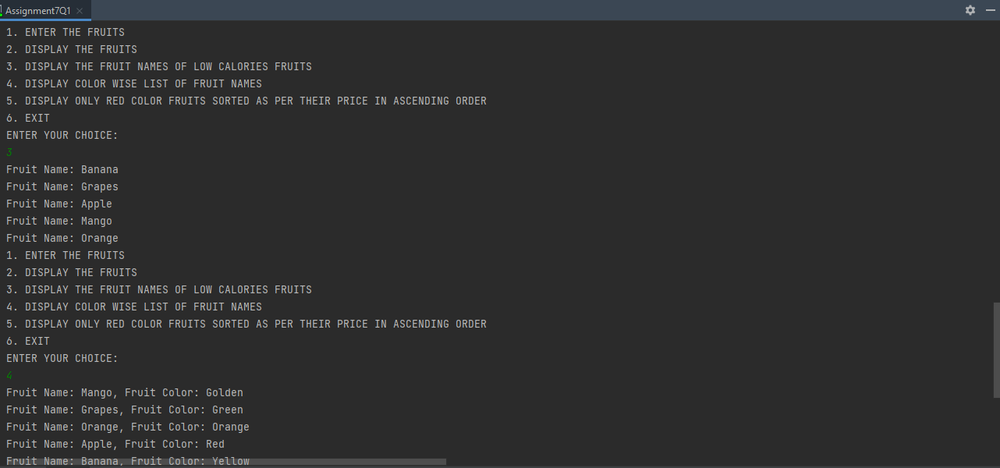 Assignment7Q1
1. ENTER THE FRUITS
2. DISPLAY THE FRUITS
3. DISPLAY THE FRUIT NAMES OF LOW CALORIES FRUITS
4. DISPLAY COLOR WISE LIST OF FRUIT NAMES
5. DISPLAY ONLY RED COLOR FRUITS SORTED AS PER THEIR PRICE IN ASCENDING ORDER
6. EXIT
ENTER YOUR CHOICE:
3
Fruit Name: Banana
Fruit Name: Grapes
Fruit Name: Apple
Fruit Name: Mango
Fruit Name: Orange
1. ENTER THE FRUITS
2. DISPLAY THE FRUITS
3. DISPLAY THE FRUIT NAMES OF LOW CALORIES FRUITS
4. DISPLAY COLOR WISE LIST OF FRUIT NAMES
5. DISPLAY ONLY RED COLOR FRUITS SORTED AS PER THEIR PRICE IN ASCENDING ORDER
6. EXIT
ENTER YOUR CHOICE:
4
Fruit Name: Mango, Fruit Color: Golden
Fruit Name: Grapes, Fruit Color: Green
Fruit Name: Orange, Fruit Color: Orange
Fruit Name: Apple, Fruit Color: Red
Fruit Name: Banana, Fruit Color: Yellow